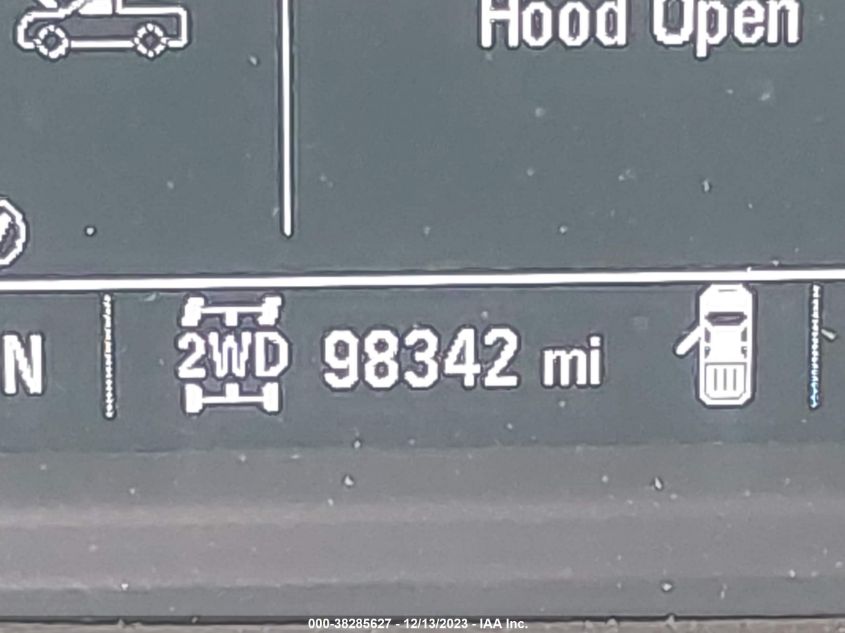 Hood Open
N 2WD 98342 mi
000-38285627 - 12/13/2023 - IAA Inc.